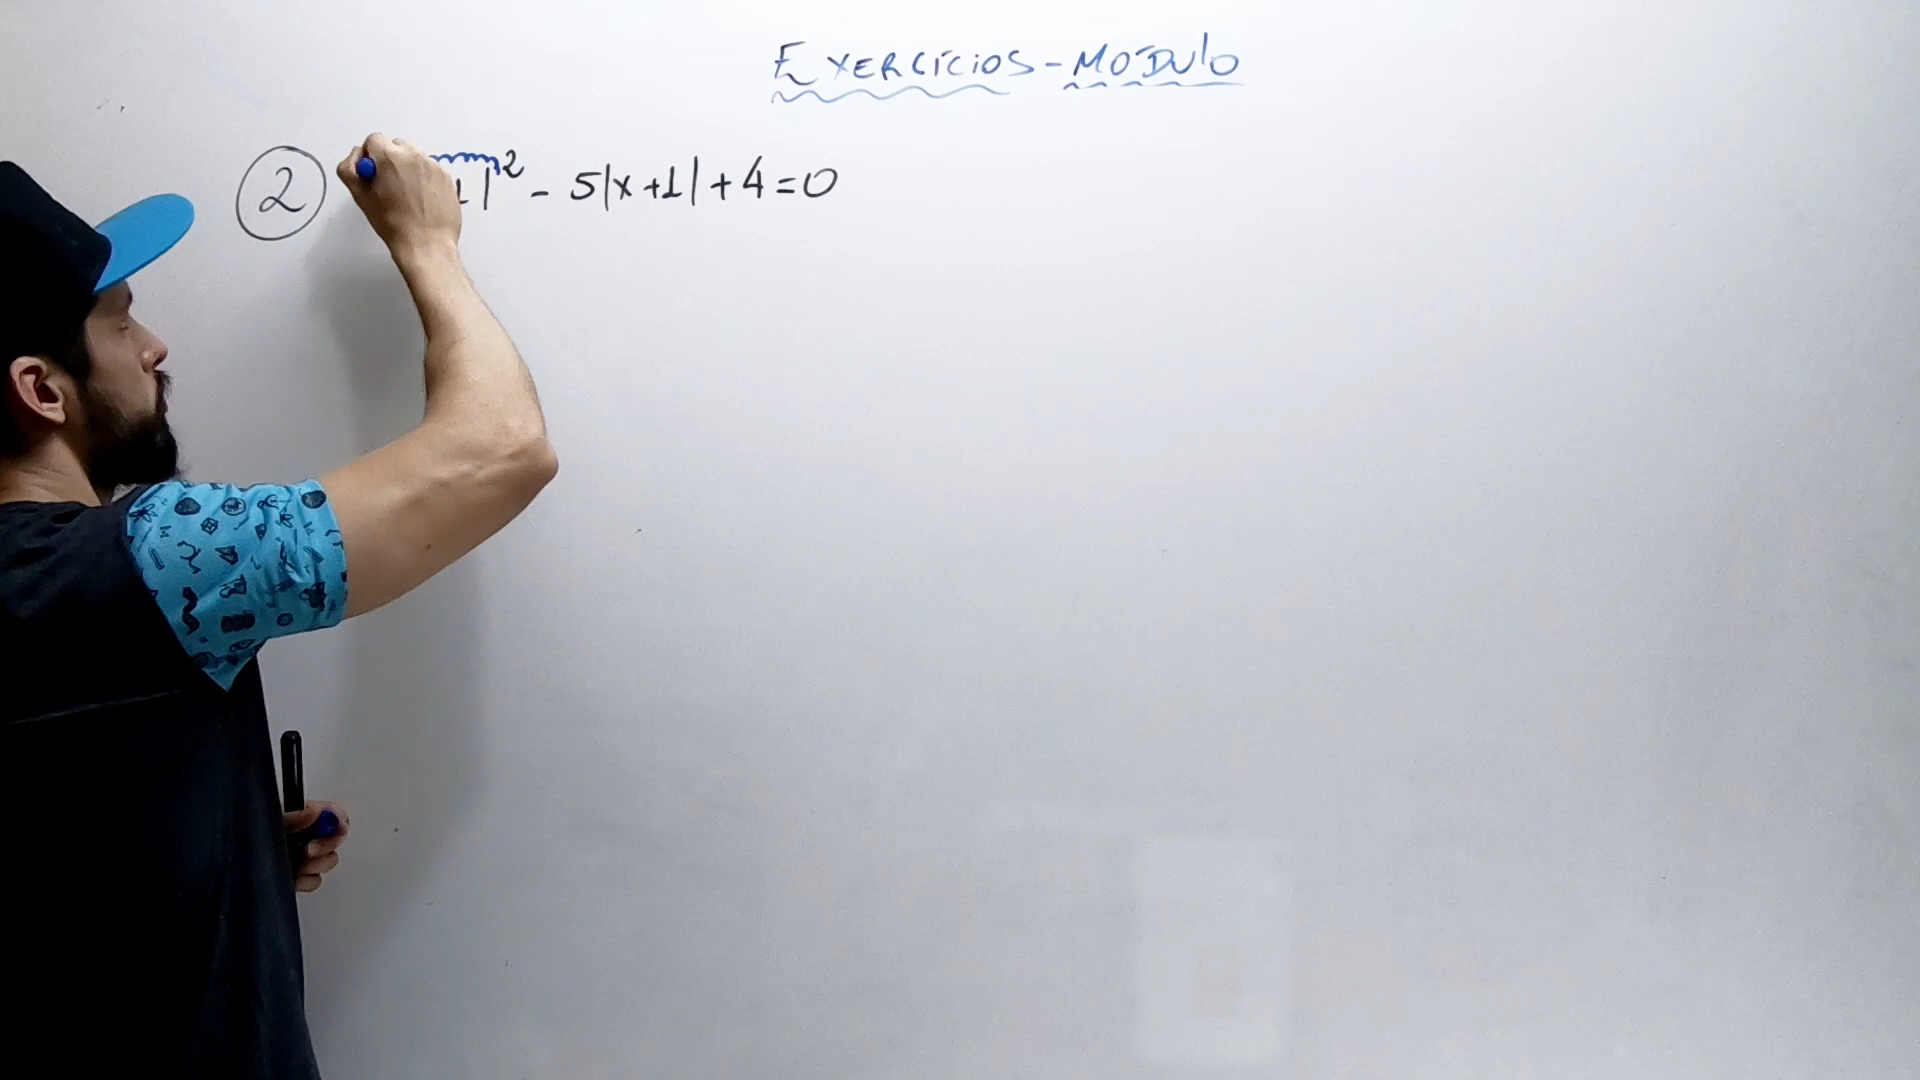 EXERCÍCIOS - MÓDULO
2 1|² - 5|x+1|+4=0